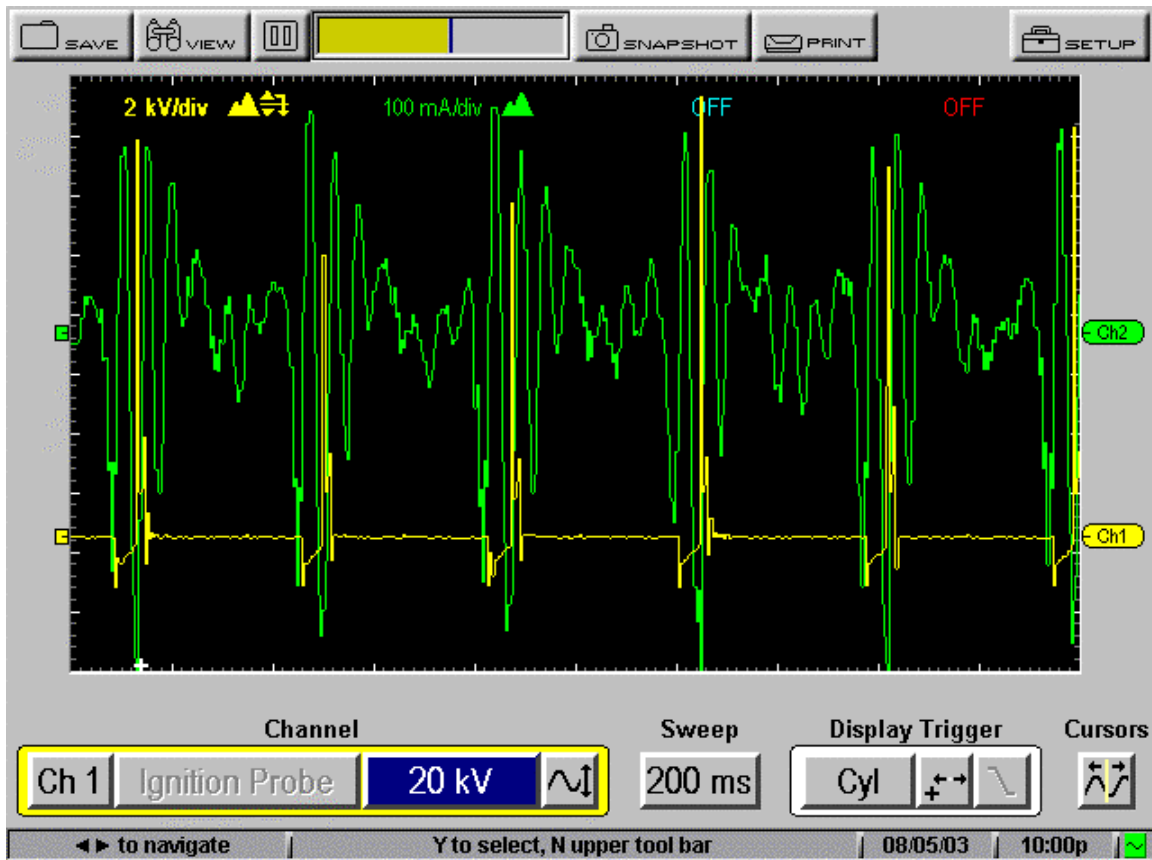 SAVE VIEW SNAPSHOT PRINT SETUP
2 kV/div 100 mA/div OFF OFF
Ch2
Ch1
Channel Sweep Display Trigger Cursors
Ch 1 Ignition Probe 20 kV 200 ms Cyl
to navigate Y to select, N upper tool bar 08/05/03 10:00p